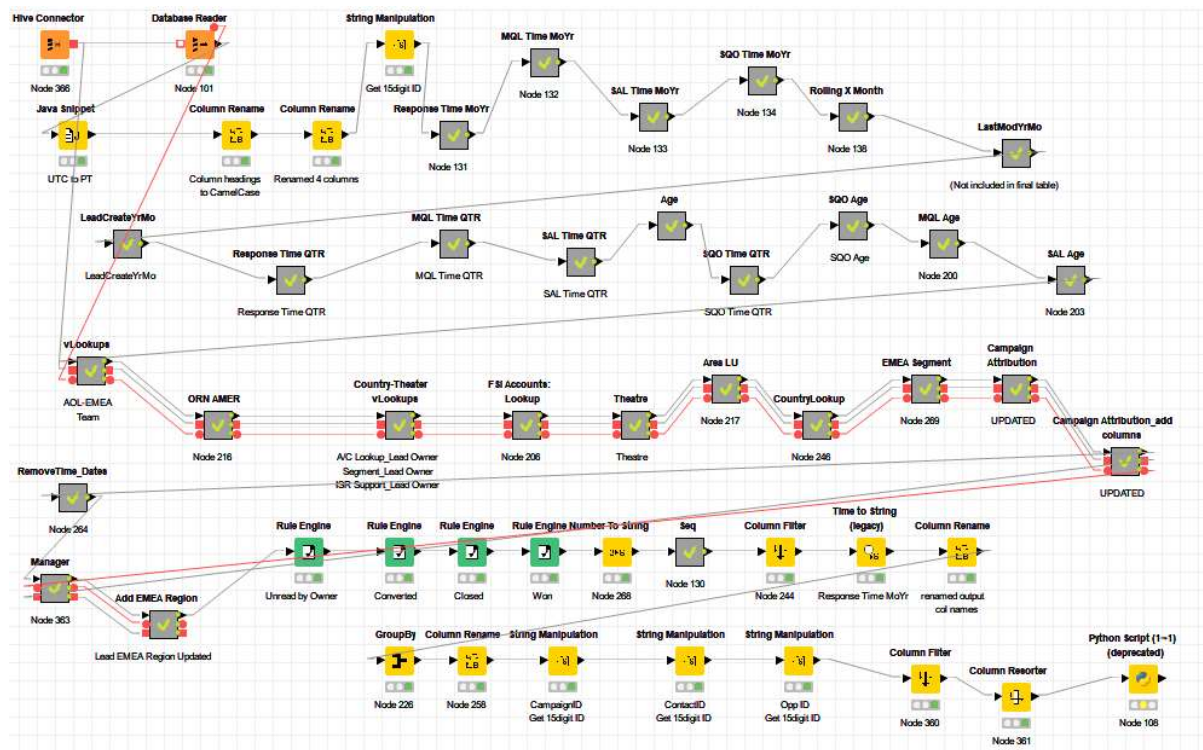 Hive Connector
Node 366
Database Reader
Node 101
String Manipulation
Get 15digit ID
MQL Time MoYr
Node 132
SAL Time MoYr
Node 133
SQO Time MoYr
Node 134
Rolling X Month
Node 138
LastModYrMo
(Not included in final table)
Java Snippet
UTC to PT
Column Rename
Column headings
to CamelCase
Column Rename
Renamed 4 columns
Response Time MoYr
Node 131
LeadCreateYrMo
LeadCreateYrMo
Response Time QTR
Response Time QTR
MQL Time QTR
MQL Time QTR
SAL Time QTR
SAL Time QTR
Age
SQO Time QTR
SQO Time QTR
SQO Age
SQO Age
MQL Age
Node 200
SAL Age
Node 203
vLookups
AOL-EMEA
Team
ORN AMER
Node 216
Country-Theater
vLookups
A/C Lookup_Lead Owner
Segment_Lead Owner
ISR Support_Lead Owner
FSI Accounts:
Lookup
Node 206
Theatre
Theatre
Area LU
Node 217
CountryLookup
Node 246
EMEA Segment
Node 269
Campaign
Attribution
UPDATED
Campaign Attribution_add
columns
UPDATED
RemoveTime_Dates
Node 264
Manager
Node 363
Add EMEA Region
Lead EMEA Region Updated
Rule Engine
Unread by Owner
Rule Engine
Converted
Rule Engine
Closed
Rule Engine
Won
Number To String
Node 268
Seq
Node 130
Column Filter
Node 244
Time to String
(legacy)
Response Time MoYr
Column Rename
renamed output
col names
GroupBy
Node 226
Column Rename
Node 258
String Manipulation
CampaignID
Get 15digit ID
String Manipulation
ContactID
Get 15digit ID
String Manipulation
Opp ID
Get 15digit ID
Column Filter
Node 360
Column Resorter
Node 361
Python Script (1→1)
(deprecated)
Node 108